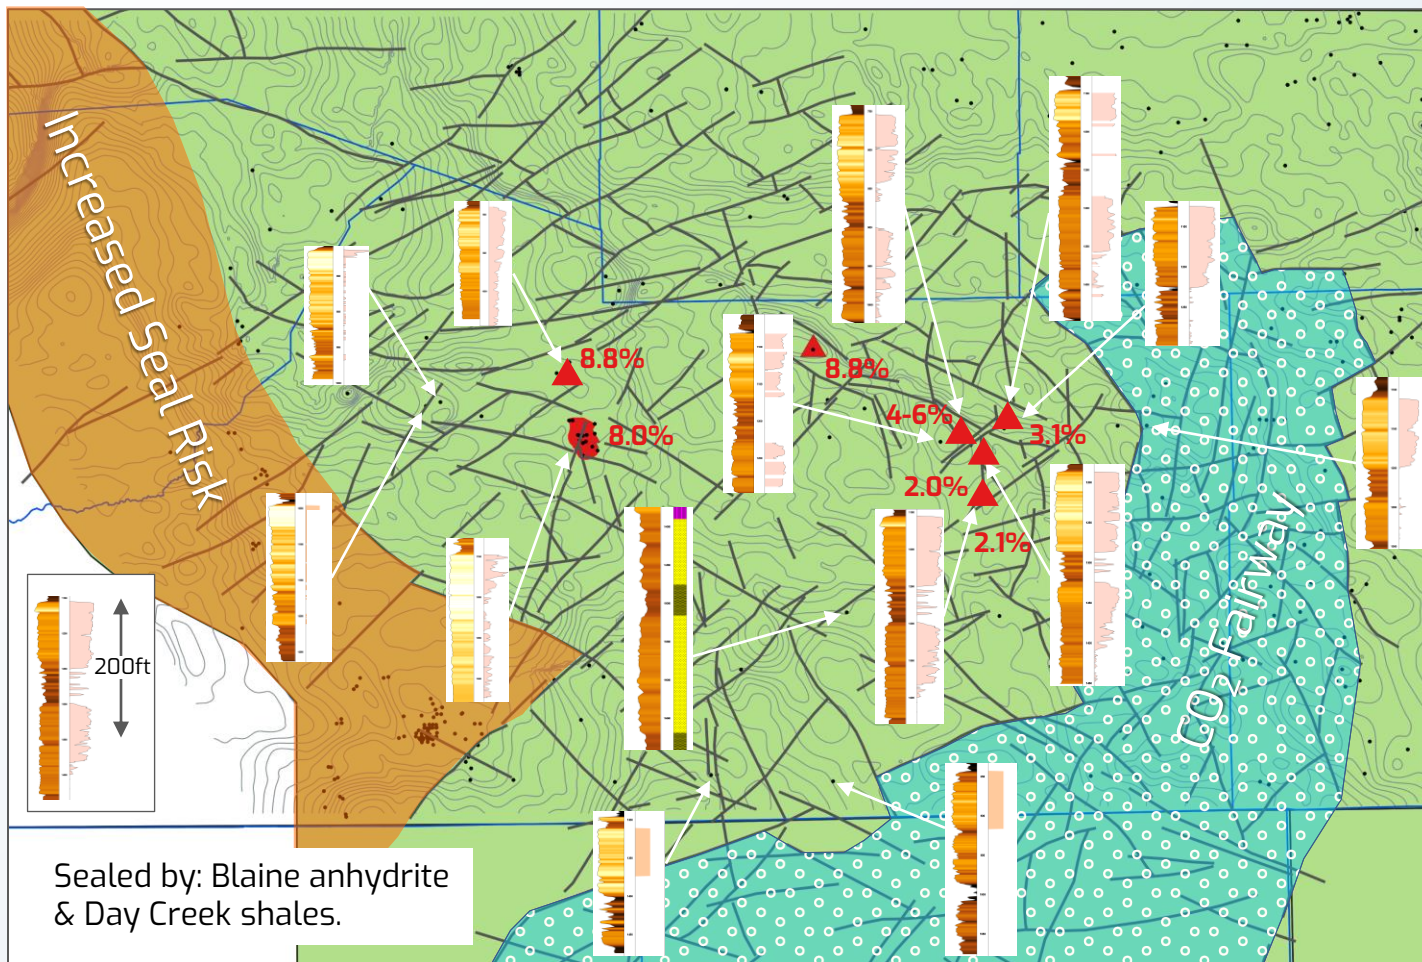 Increased Seal Risk
8.8%
8.8%
8.0%
4-6%
3.1%
2.0%
2.1%
CO₂ Fairway
200ft
Sealed by: Blaine anhydrite
& Day Creek shales.